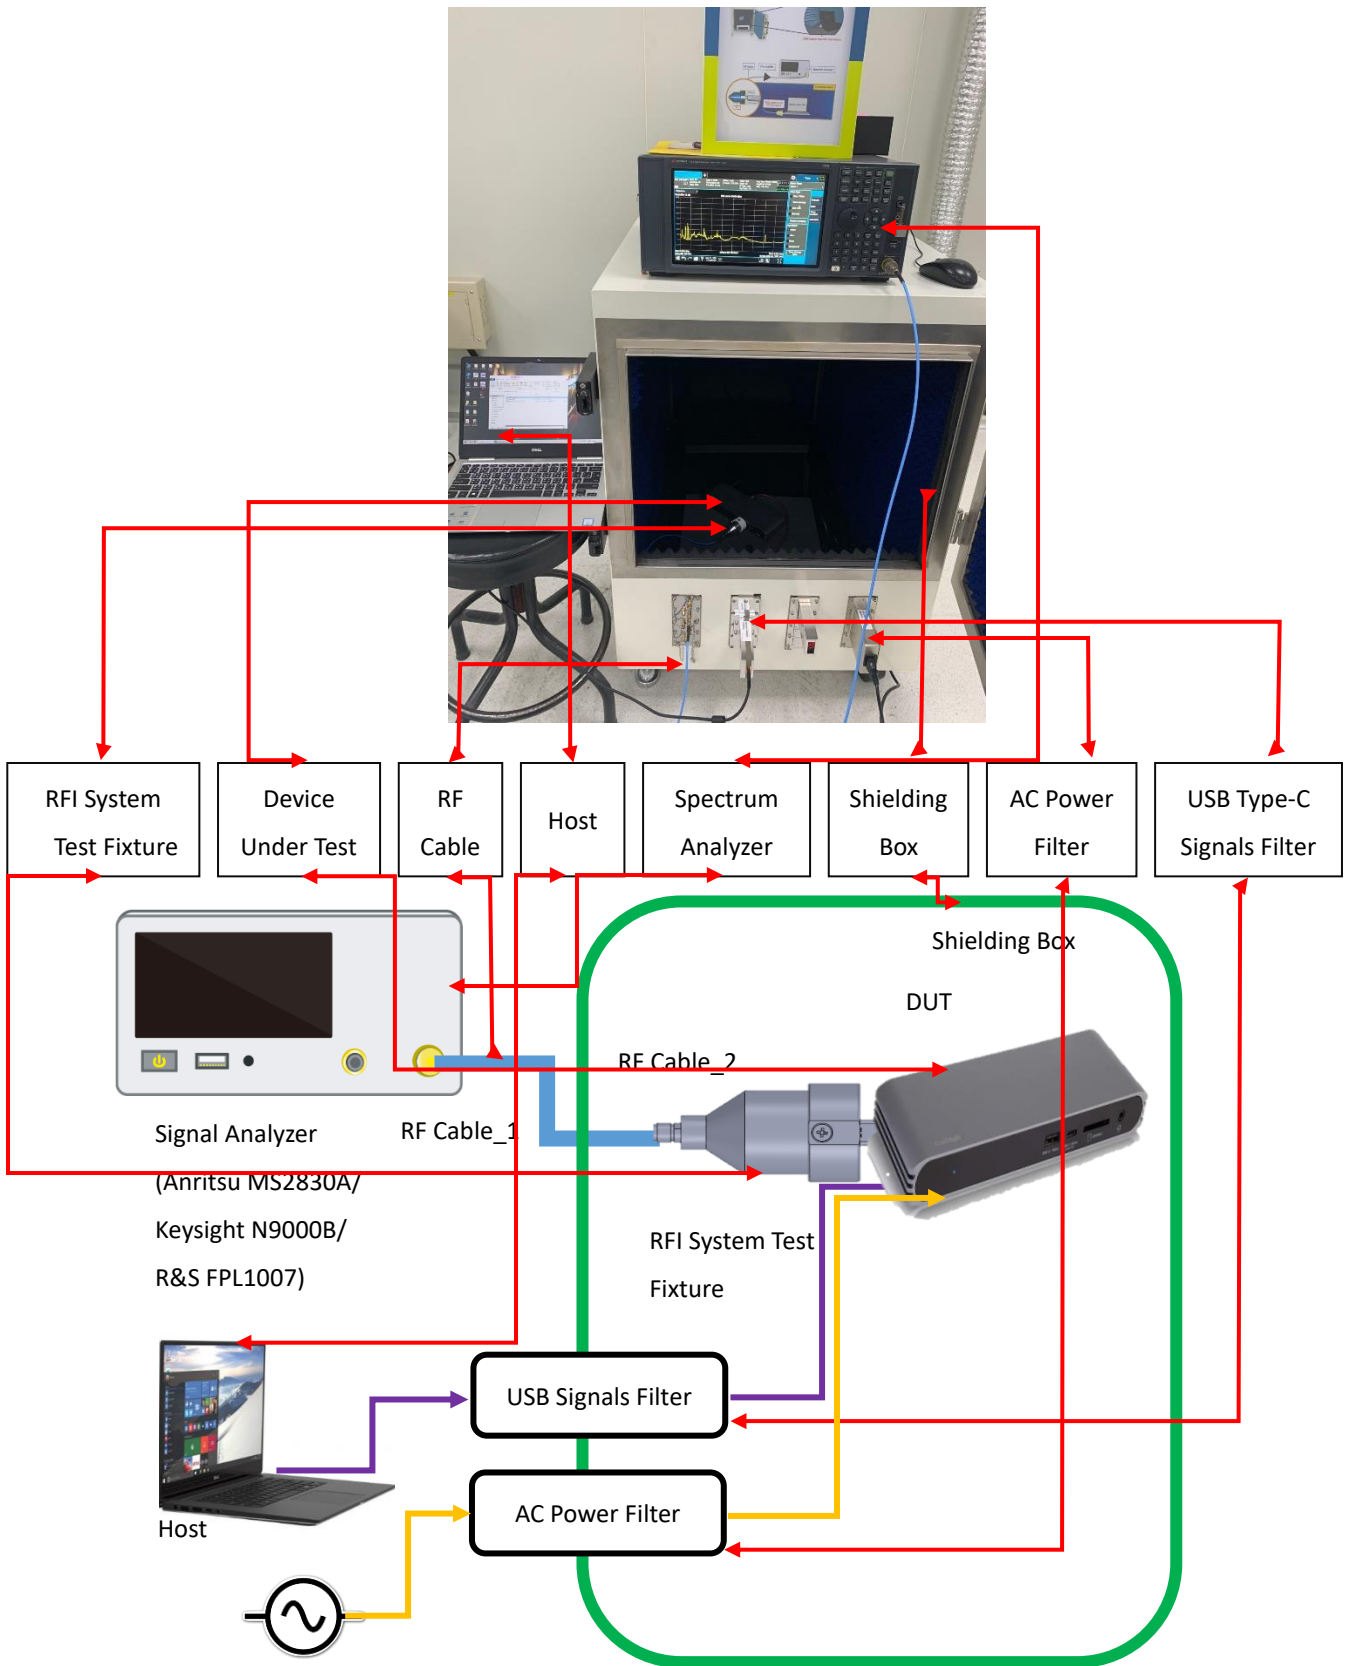 DELL
RFI System
Test Fixture
Device
Under Test
RF
Cable
Host
Spectrum
Analyzer
Shielding
Box
AC Power
Filter
USB Type-C
Signals Filter
Shielding Box
DUT
RF Cable_2
RF Cable_1
Signal Analyzer
(Anritsu MS2830A/
Keysight N9000B/
R&S FPL1007)
RFI System Test
Fixture
USB Signals Filter
AC Power Filter
Host